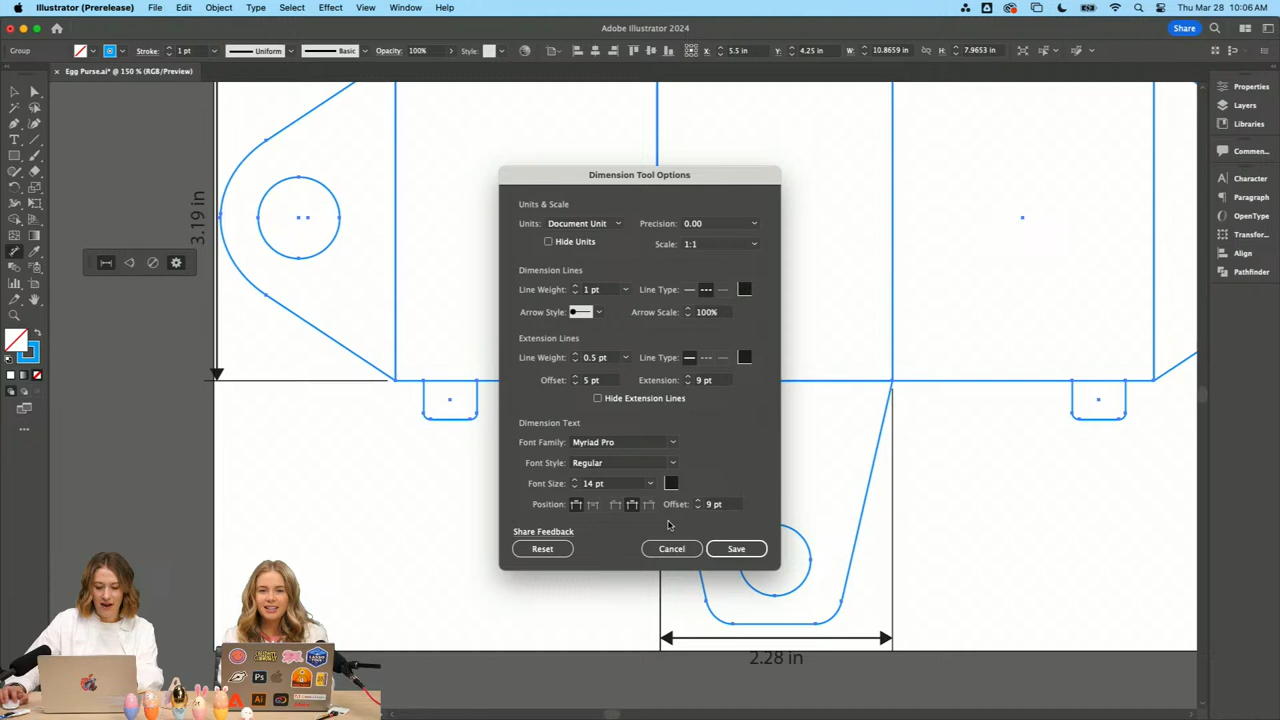 Illustrator (Prerelease) File Edit Object Type Select Effect View Window Help
Thu Mar 28 10:06 AM
Adobe Illustrator 2024
Share
Group
Stroke: 1 pt
Uniform
Basic
Opacity: 100%
Style:
X: 5.5 in
Y: 4.25 in
W: 10.8659 in
H: 7.9653 in
× Egg Purse.ai* @ 150 % (RGB/Preview)
Properties
Layers
Libraries
Commen...
Character
Paragraph
OpenType
Transfor...
Align
Pathfinder
3.19 in
Dimension Tool Options
Units & Scale
Units: Document Unit Precision: 0.00
Hide Units Scale: 1:1
Dimension Lines
Line Weight: 1 pt Line Type:
Arrow Style: Arrow Scale: 100%
Extension Lines
Line Weight: 0.5 pt Line Type:
Offset: 5 pt Extension: 9 pt
Hide Extension Lines
Dimension Text
Font Family: Myriad Pro
Font Style: Regular
Font Size: 14 pt
Position: Offset: 9 pt
Share Feedback
Reset Cancel Save
2.28 in
Ps
Ai